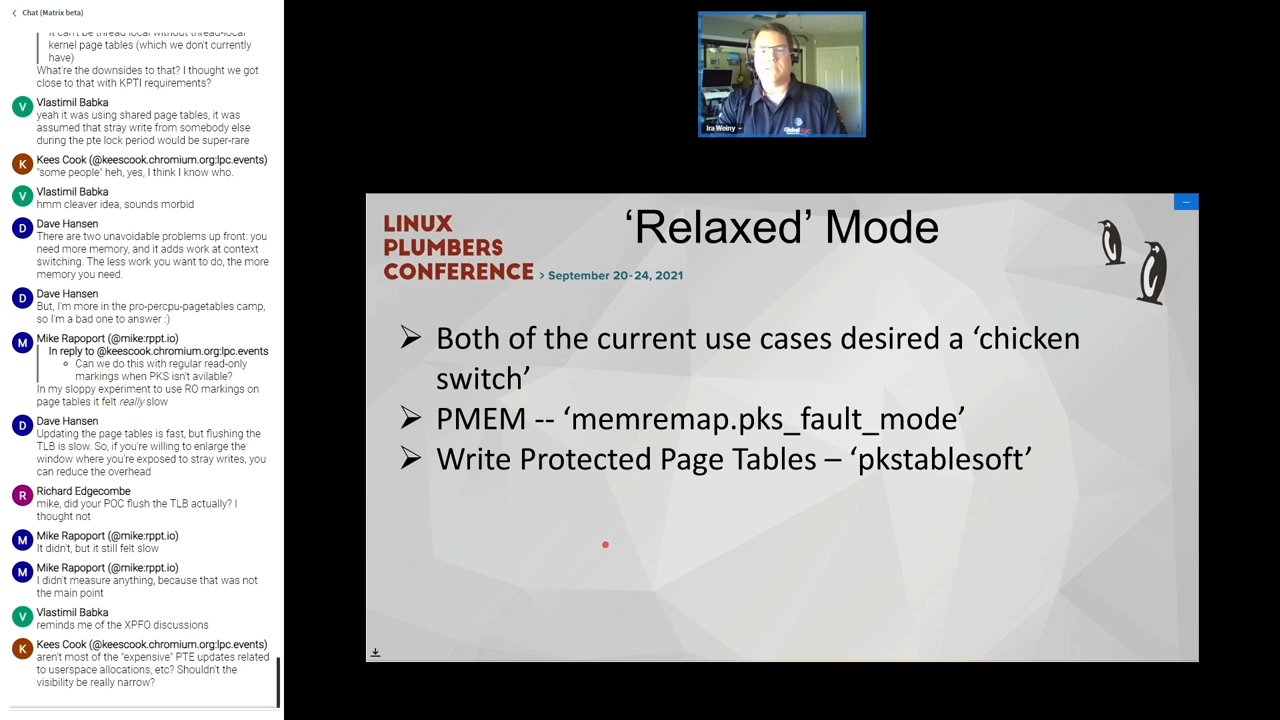 Chat (Matrix beta)
it can't be thread local without thread-local
kernel page tables (which we don't currently
have)
What're the downsides to that? I thought we got
close to that with KPTI requirements?
V
Vlastimil Babka
yeah it was using shared page tables, it was
assumed that stray write from somebody else
during the pte lock period would be super-rare
K
Kees Cook (@keescook.chromium.org:lpc.events)
"some people" heh, yes, I think I know who.
V
Vlastimil Babka
hmm cleaver idea, sounds morbid
D
Dave Hansen
There are two unavoidable problems up front: you
need more memory, and it adds work at context
switching. The less work you want to do, the more
memory you need.
D
Dave Hansen
But, I'm more in the pro-percpu-pagetables camp,
so I'm a bad one to answer :)
M
Mike Rapoport (@mike:rppt.io)
In reply to @keescook.chromium.org:lpc.events
Can we do this with regular read-only
markings when PKS isn't avilable?
In my sloppy experiment to use RO markings on
page tables it felt really slow
D
Dave Hansen
Updating the page tables is fast, but flushing the
TLB is slow. So, if you're willing to enlarge the
window where you're exposed to stray writes, you
can reduce the overhead
R
Richard Edgecombe
mike, did your POC flush the TLB actually? I
thought not
M
Mike Rapoport (@mike:rppt.io)
It didn't, but it still felt slow
M
Mike Rapoport (@mike:rppt.io)
I didn't measure anything, because that was not
the main point
V
Vlastimil Babka
reminds me of the XPFO discussions
K
Kees Cook (@keescook.chromium.org:lpc.events)
aren't most of the "expensive" PTE updates related
to userspace allocations, etc? Shouldn't the
visibility be really narrow?
Ira Weiny
LINUX
PLUMBERS
CONFERENCE
> September 20-24, 2021
‘Relaxed’ Mode
Both of the current use cases desired a ‘chicken
switch’
PMEM -- ‘memremap.pks_fault_mode’
Write Protected Page Tables – ‘pkstablesoft’